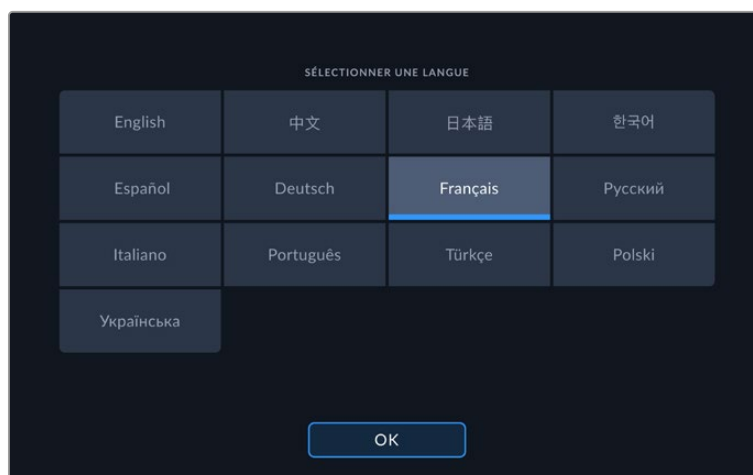 SÉLECTIONNER UNE LANGUE
English 中文 日本語 한국어
Español Deutsch Français Русский
Italiano Português Türkçe Polski
Українська
OK